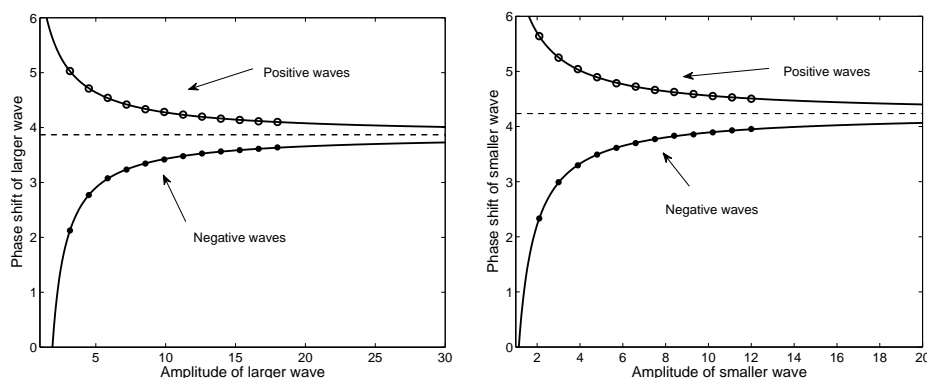 6
5
4
3
2
1
0
5 10 15 20 25 30
Phase shift of larger wave
Amplitude of larger wave
Positive waves
Negative waves
6
5
4
3
2
1
0
2 4 6 8 10 12 14 16 18 20
Phase shift of smaller wave
Amplitude of smaller wave
Positive waves
Negative waves